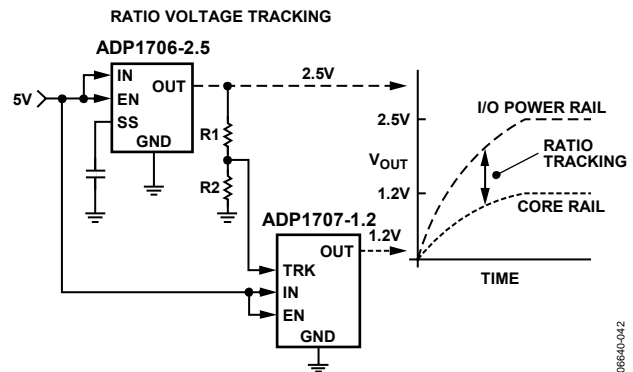 RATIO VOLTAGE TRACKING
ADP1706-2.5
IN
OUT
2.5V
5V
EN
SS
GND
R1
R2
ADP1707-1.2
OUT
1.2V
TRK
IN
EN
GND
I/O POWER RAIL
2.5V
RATIO
TRACKING
VOUT
1.2V
CORE RAIL
TIME
06640-042